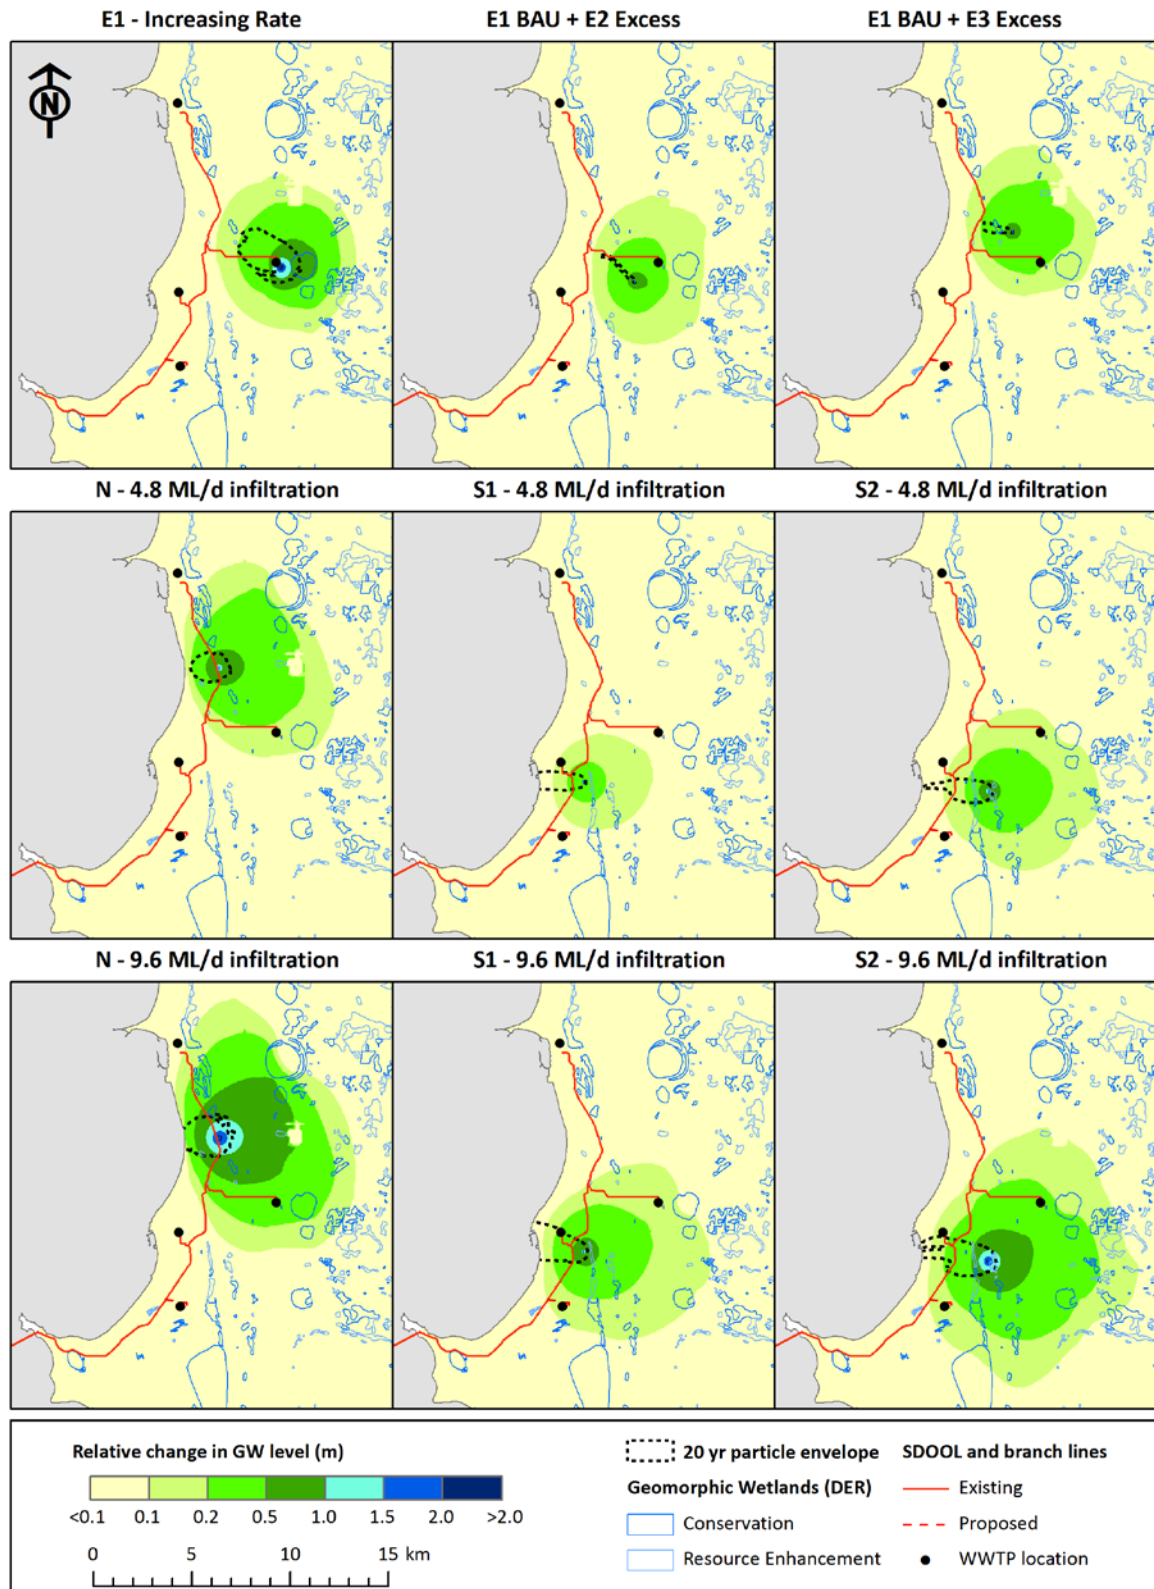 E1 - Increasing Rate
E1 BAU + E2 Excess
E1 BAU + E3 Excess
N
N - 4.8 ML/d infiltration
S1 - 4.8 ML/d infiltration
S2 - 4.8 ML/d infiltration
N - 9.6 ML/d infiltration
S1 - 9.6 ML/d infiltration
S2 - 9.6 ML/d infiltration
Relative change in GW level (m)
<0.1 0.1 0.2 0.5 1.0 1.5 2.0 >2.0
0 5 10 15 km
20 yr particle envelope
Geomorphic Wetlands (DER)
Conservation
Resource Enhancement
SDOOL and branch lines
Existing
Proposed
WWTP location